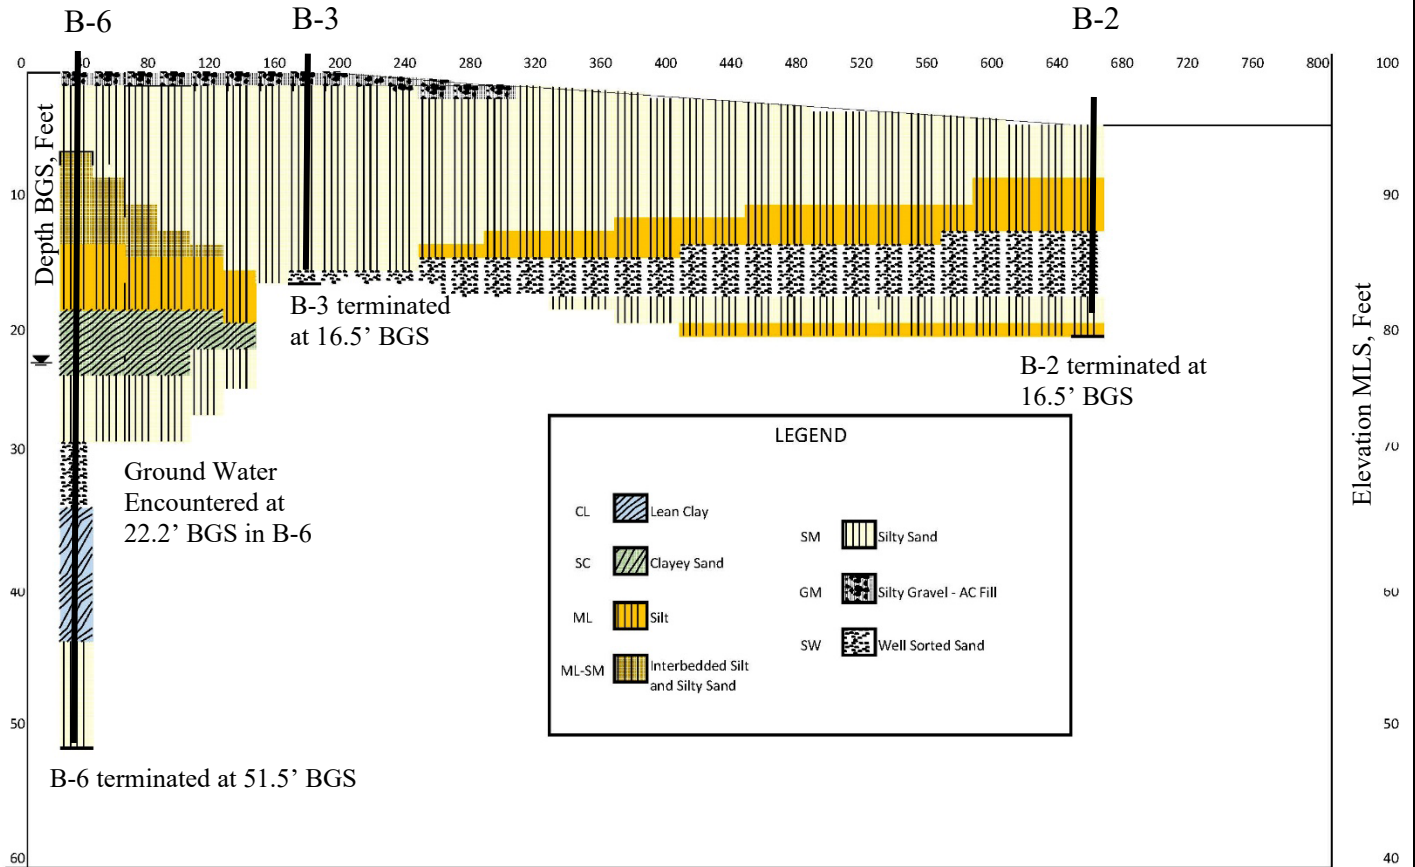 B-6
B-3
B-2
0
40
80
120
160
200
240
280
320
360
400
440
480
520
560
600
640
680
720
760
800
100
Depth BGS, Feet
10
90
20
80
B-3 terminated
at 16.5’ BGS
B-2 terminated at
16.5’ BGS
Elevation MLS, Feet
30
70
Ground Water
Encountered at
22.2’ BGS in B-6
LEGEND
CL
Lean Clay
SC
Clayey Sand
ML
Silt
ML-SM
Interbedded Silt
and Silty Sand
SM
Silty Sand
GM
Silty Gravel - AC Fill
SW
Well Sorted Sand
40
60
50
50
B-6 terminated at 51.5’ BGS
60
40